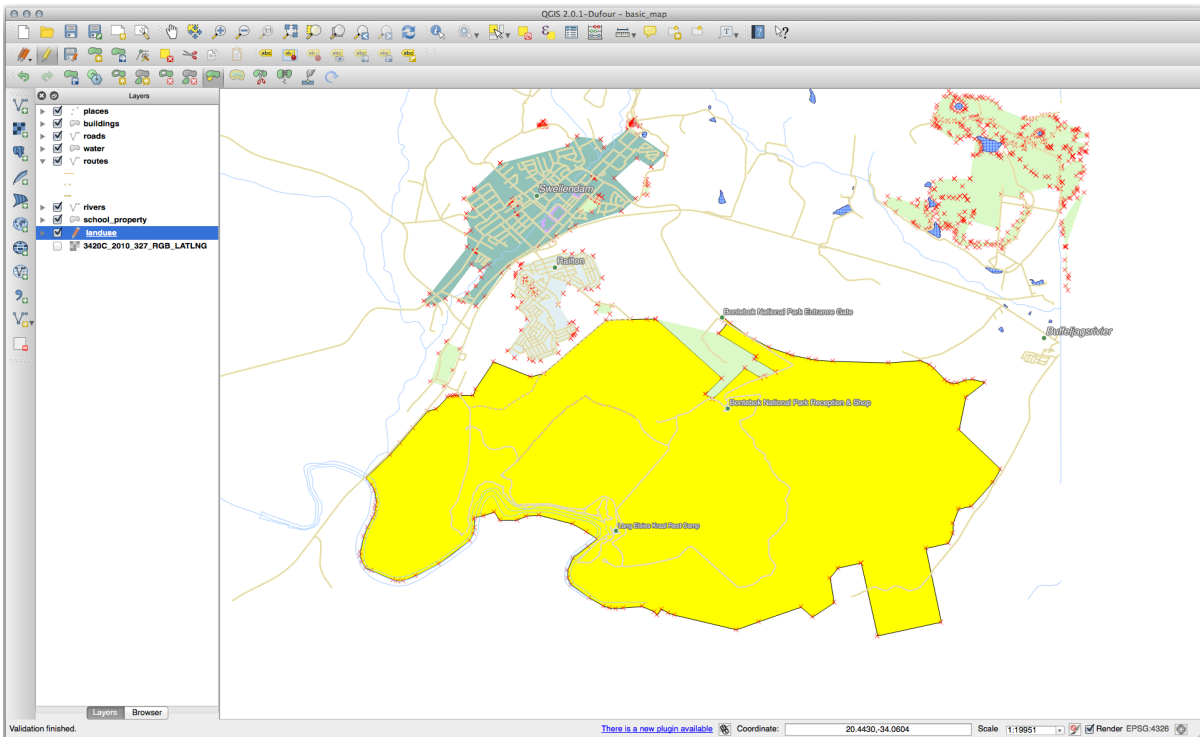 QGIS 2.0.1-Dufour - basic_map
Layers
places
buildings
roads
water
routes
rivers
school_property
landuse
3420C_2010_327_RGB_LATLNG
Swellendam
Railton
Bontebok National Park Entrance Gate
Buffeljagsrivier
Bontebok National Park Reception & Shop
Lang Elsies Kraal Rest Camp
Layers
Browser
Validation finished.
There is a new plugin available
Coordinate:
20.4430,-34.0604
Scale
1:19951
Render
EPSG:4326